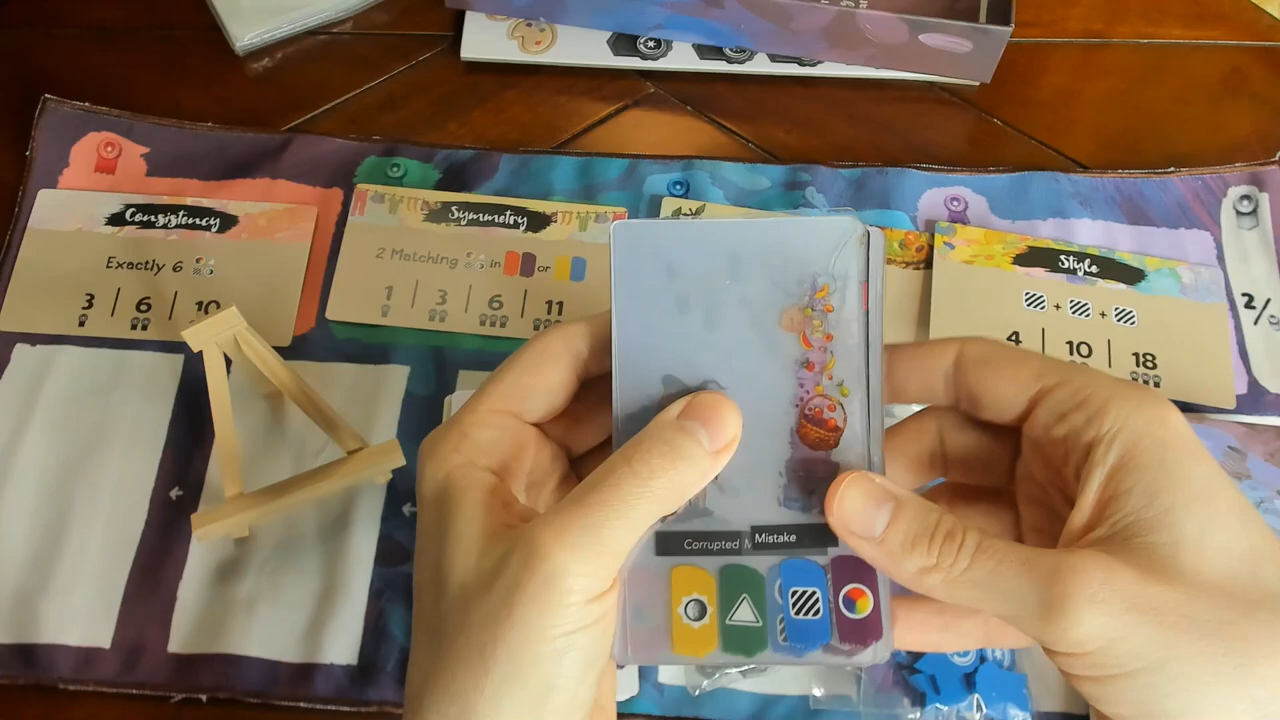 Consistency
Exactly 6
3 | 6 | 10
Symmetry
2 Matching in or
1 | 3 | 6 | 11
Style
+ +
4 | 10 | 18
2/
Corrupted M
Mistake